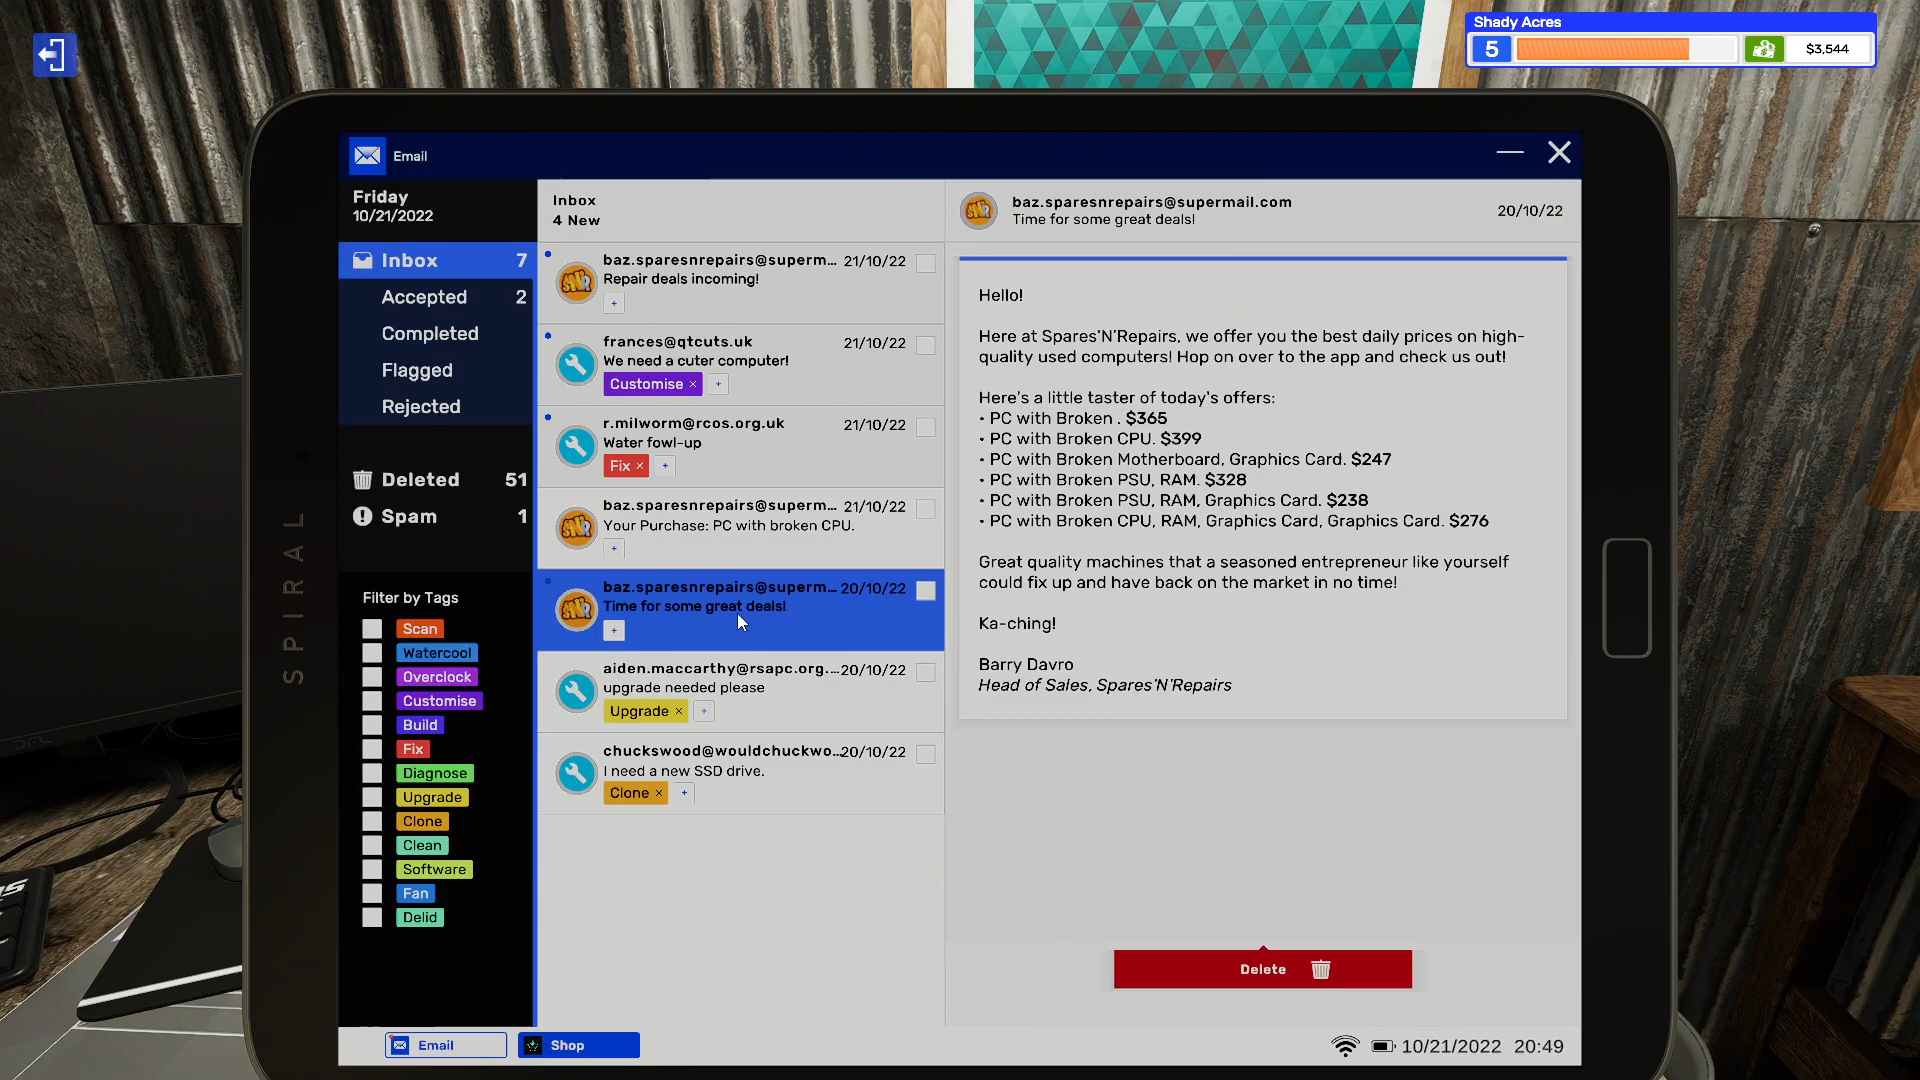 Shady Acres
5
$3,544
Email
Friday
10/21/2022
Inbox 7
Accepted 2
Completed
Flagged
Rejected
Deleted 51
Spam 1
Filter by Tags
Scan
Watercool
Overclock
Customise
Build
Fix
Diagnose
Upgrade
Clone
Clean
Software
Fan
Delid
Inbox
4 New
baz.sparesnrepairs@superm... 21/10/22
Repair deals incoming!
+
frances@qtcuts.uk 21/10/22
We need a cuter computer!
Customise × +
r.milworm@rcos.org.uk 21/10/22
Water fowl-up
Fix × +
baz.sparesnrepairs@superm... 21/10/22
Your Purchase: PC with broken CPU.
+
baz.sparesnrepairs@superm... 20/10/22
Time for some great deals!
+
aiden.maccarthy@rsapc.org.... 20/10/22
upgrade needed please
Upgrade × +
chuckswood@wouldchuckwo... 20/10/22
I need a new SSD drive.
Clone × +
baz.sparesnrepairs@supermail.com
Time for some great deals!
20/10/22
Hello!
Here at Spares'N'Repairs, we offer you the best daily prices on high-
quality used computers! Hop on over to the app and check us out!
Here's a little taster of today's offers:
• PC with Broken . $365
• PC with Broken CPU. $399
• PC with Broken Motherboard, Graphics Card. $247
• PC with Broken PSU, RAM. $328
• PC with Broken PSU, RAM, Graphics Card. $238
• PC with Broken CPU, RAM, Graphics Card, Graphics Card. $276
Great quality machines that a seasoned entrepreneur like yourself
could fix up and have back on the market in no time!
Ka-ching!
Barry Davro
Head of Sales, Spares'N'Repairs
Delete
SPIRAL
Email
Shop
10/21/2022 20:49